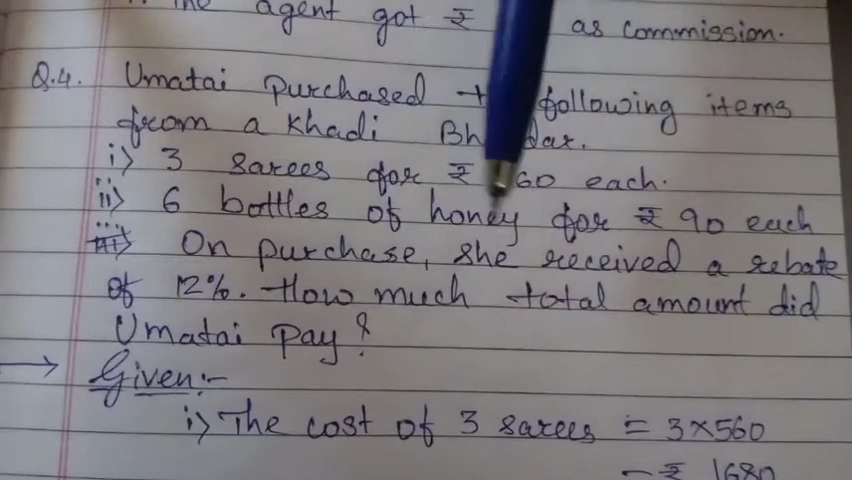 agent got ₹ as commission.
Q.4. Umatai purchased following items
from a Khadi
i> 3 sarees for ₹ 60 each.
ii> 6 bottles of honey for ₹ 90 each
On purchase, she received a rebate
of 12%. How much total amount did
Umatai pay?
→ Given:-
i> The cost of 3 sarees = 3×560
₹ 1680